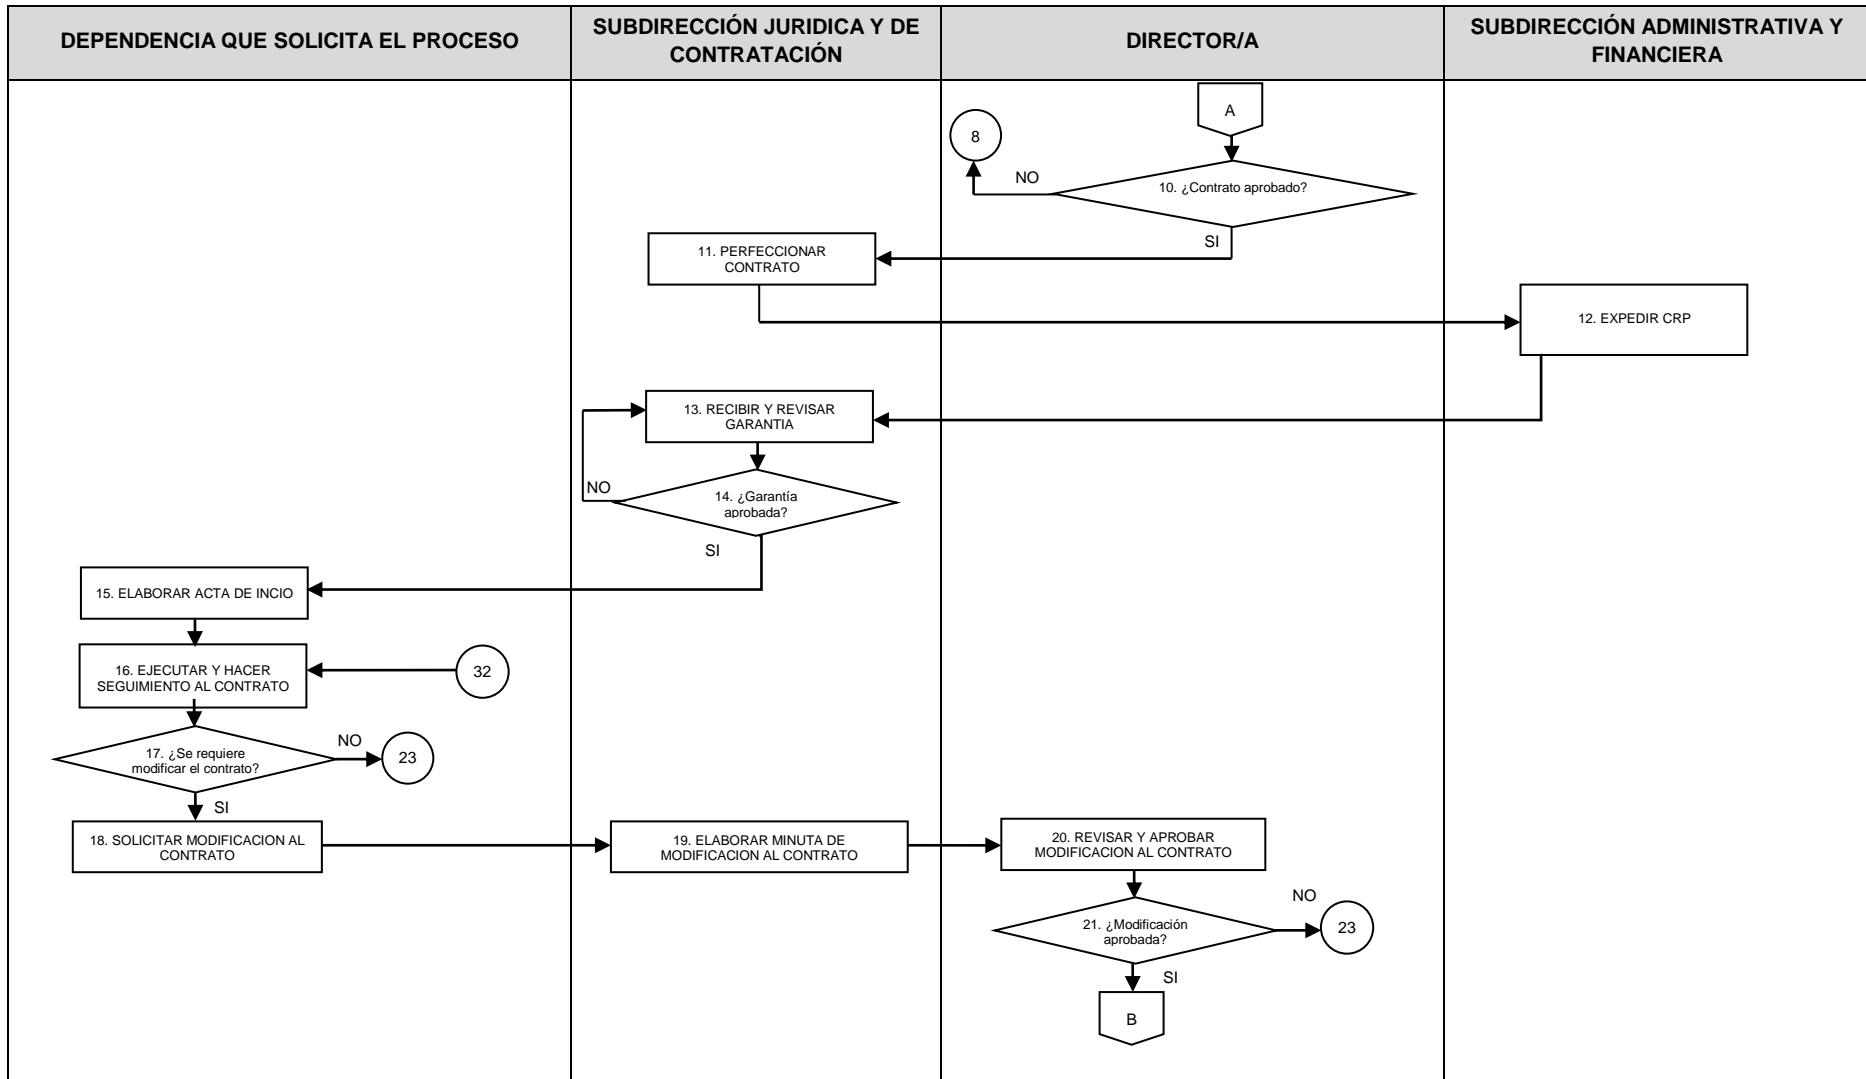 DEPENDENCIA QUE SOLICITA EL PROCESO
SUBDIRECCIÓN JURIDICA Y DE
CONTRATACIÓN
DIRECTOR/A
SUBDIRECCIÓN ADMINISTRATIVA Y
FINANCIERA
A
8
NO
10. ¿Contrato aprobado?
SI
11. PERFECCIONAR
CONTRATO
12. EXPEDIR CRP
13. RECIBIR Y REVISAR
GARANTIA
NO
14. ¿Garantía
aprobada?
SI
15. ELABORAR ACTA DE INCIO
16. EJECUTAR Y HACER
SEGUIMIENTO AL CONTRATO
32
17. ¿Se requiere
modificar el contrato?
NO
23
SI
18. SOLICITAR MODIFICACION AL
CONTRATO
19. ELABORAR MINUTA DE
MODIFICACION AL CONTRATO
20. REVISAR Y APROBAR
MODIFICACION AL CONTRATO
21. ¿Modificación
aprobada?
NO
23
SI
B